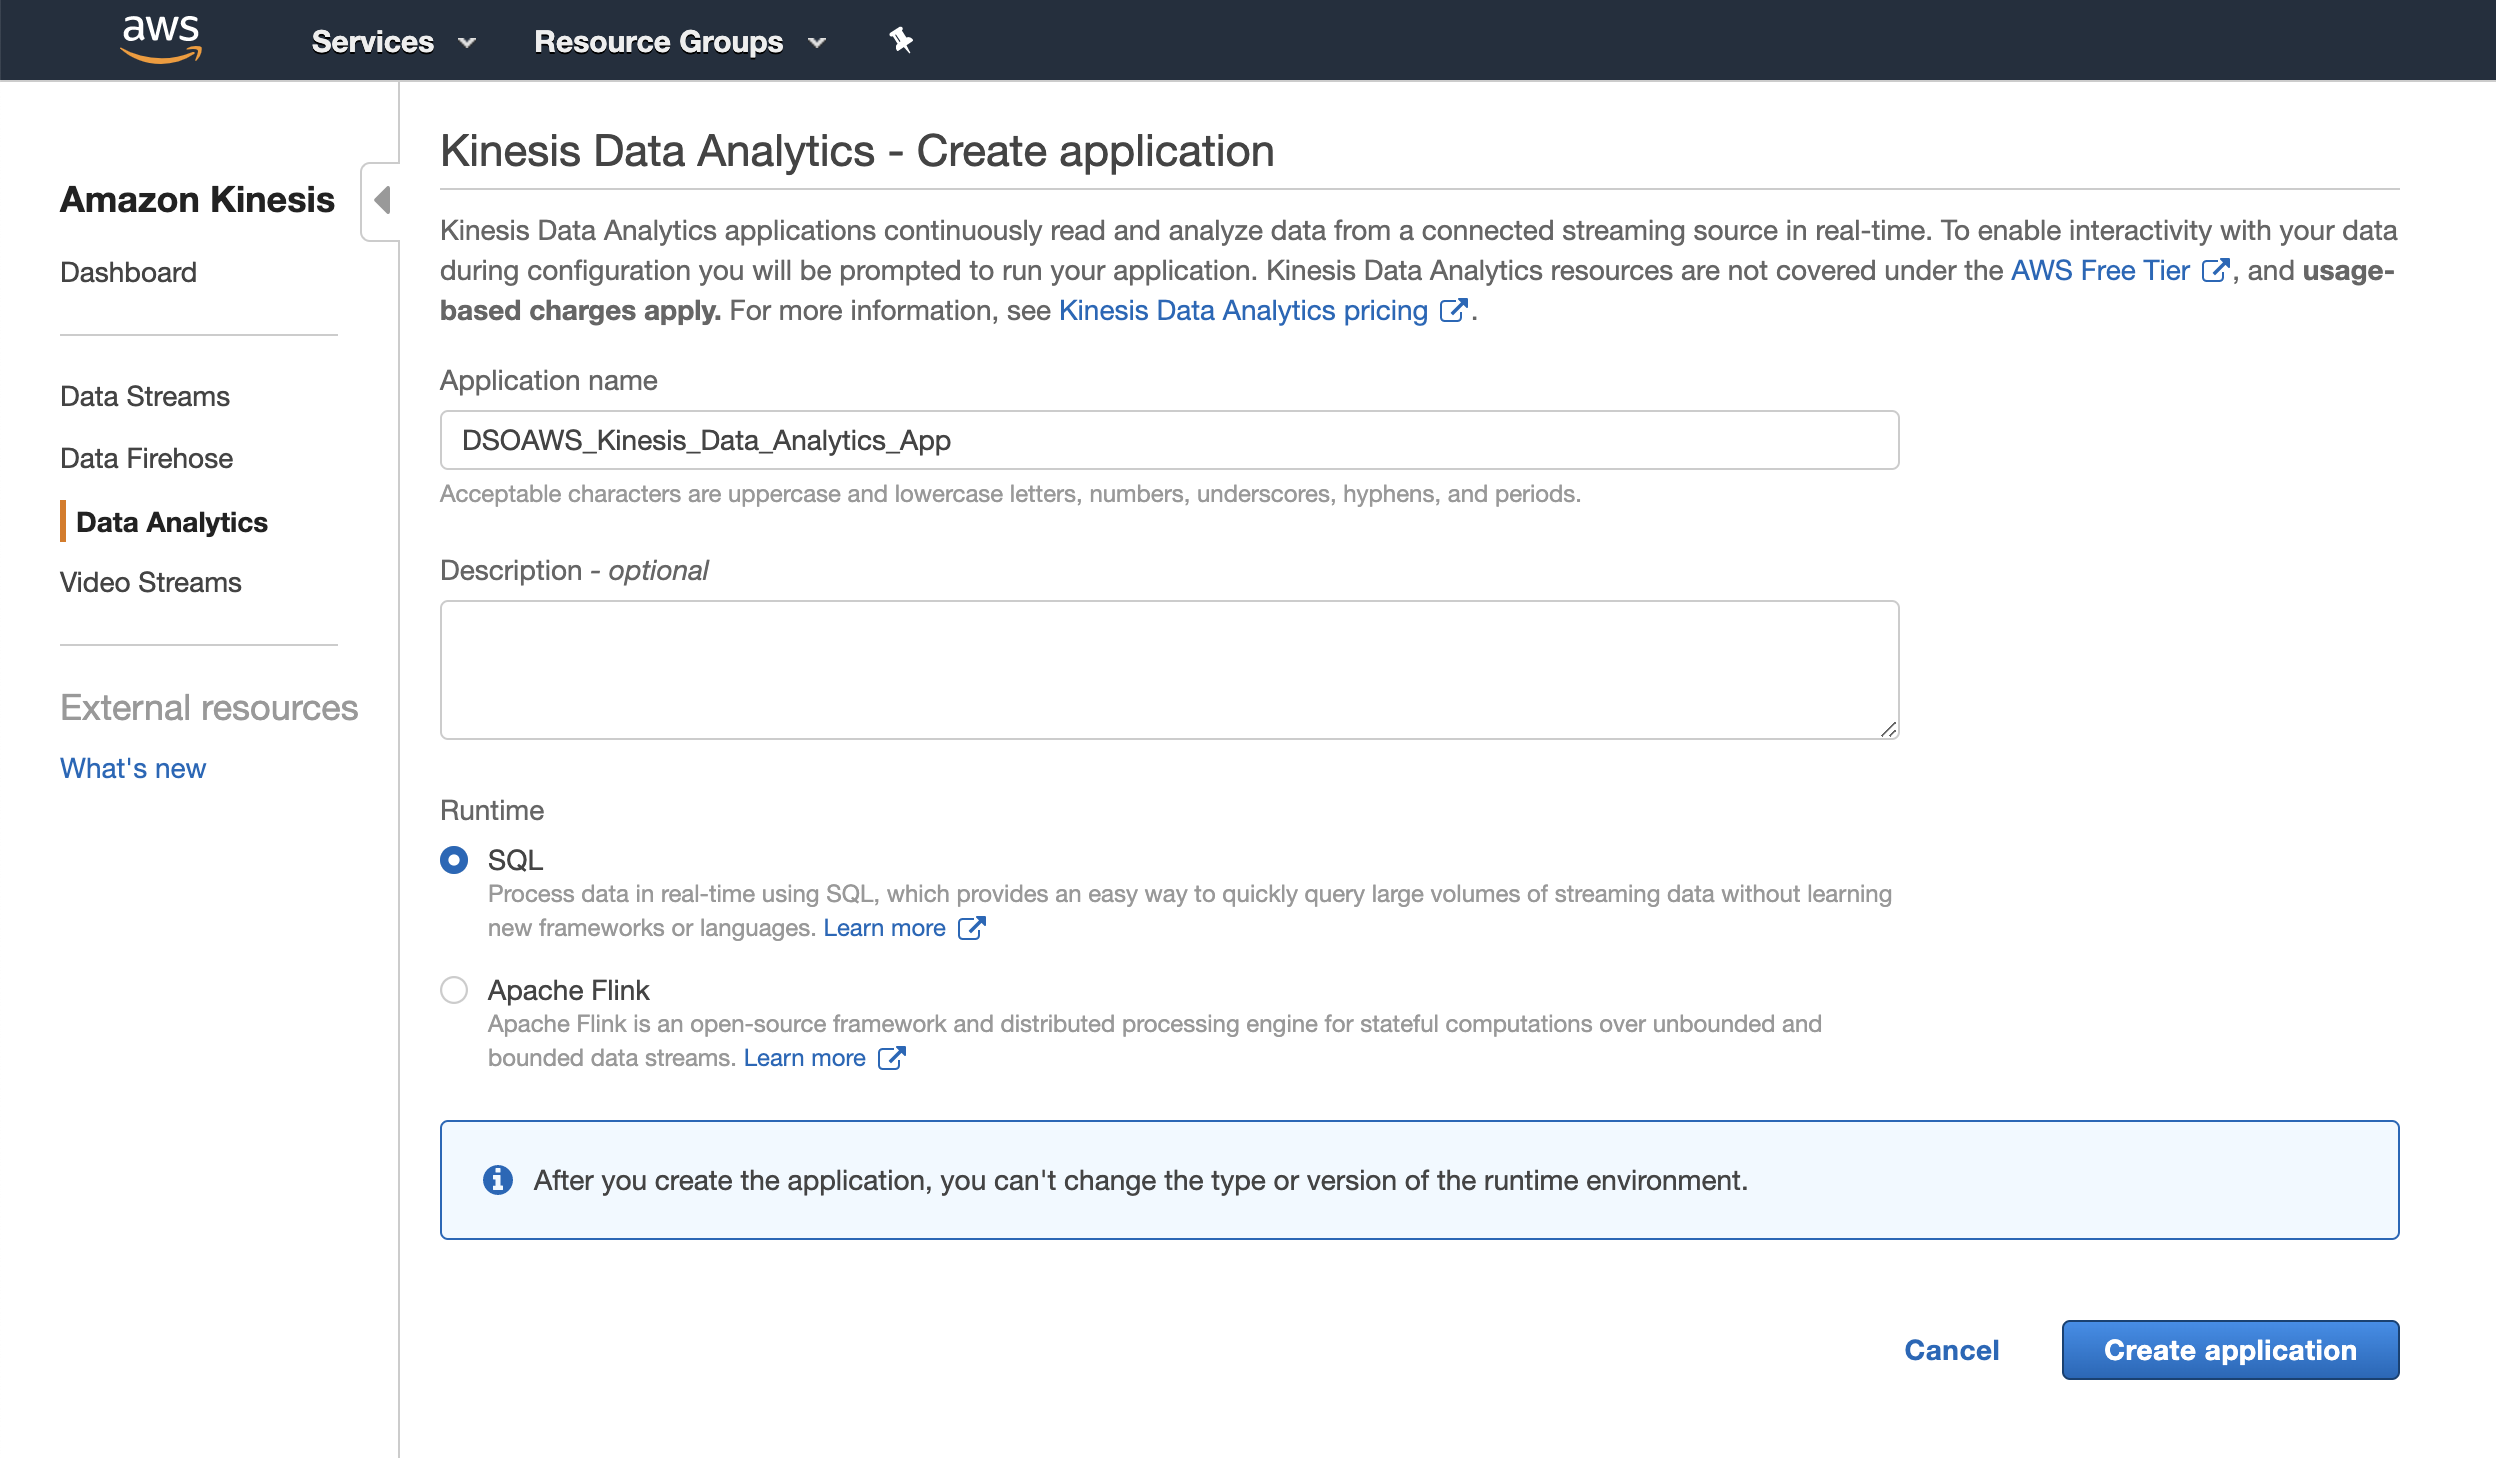 aws
Services
Resource Groups
Amazon Kinesis
Dashboard
Data Streams
Data Firehose
Data Analytics
Video Streams
External resources
What's new
Kinesis Data Analytics - Create application
Kinesis Data Analytics applications continuously read and analyze data from a connected streaming source in real-time. To enable interactivity with your data
during configuration you will be prompted to run your application. Kinesis Data Analytics resources are not covered under the AWS Free Tier , and usage-
based charges apply. For more information, see Kinesis Data Analytics pricing .
Application name
DSOAWS_Kinesis_Data_Analytics_App
Acceptable characters are uppercase and lowercase letters, numbers, underscores, hyphens, and periods.
Description - optional
Runtime
SQL
Process data in real-time using SQL, which provides an easy way to quickly query large volumes of streaming data without learning
new frameworks or languages. Learn more
Apache Flink
Apache Flink is an open-source framework and distributed processing engine for stateful computations over unbounded and
bounded data streams. Learn more
After you create the application, you can't change the type or version of the runtime environment.
Cancel
Create application